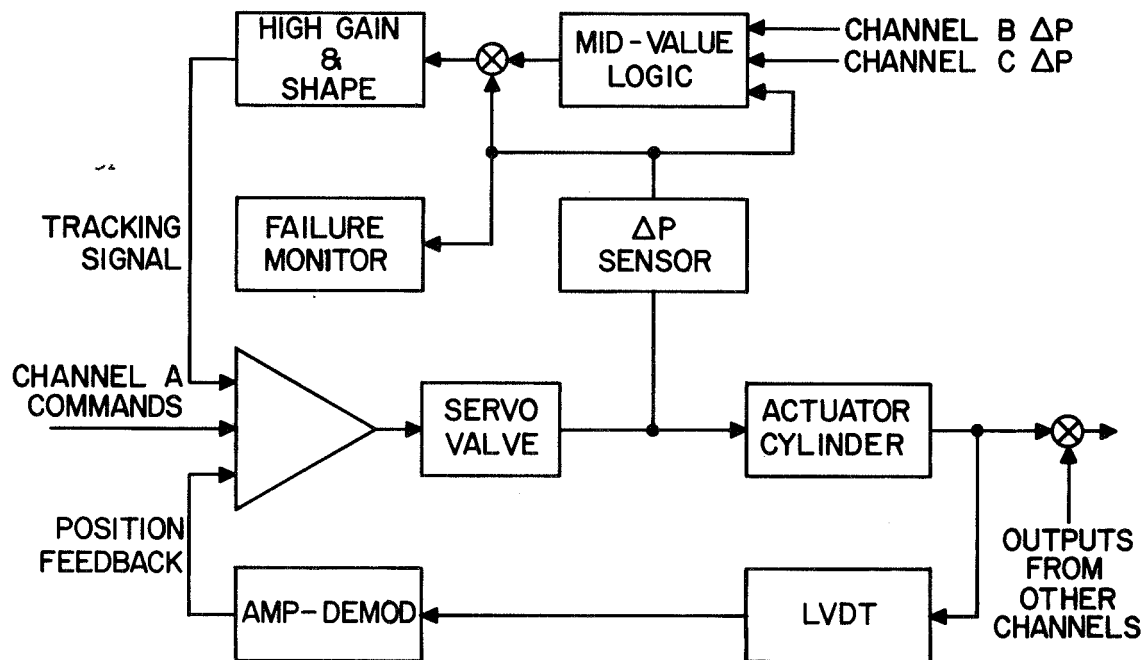 HIGH GAIN
&
SHAPE
MID-VALUE
LOGIC
CHANNEL B ΔP
CHANNEL C ΔP
TRACKING
SIGNAL
FAILURE
MONITOR
ΔP
SENSOR
CHANNEL A
COMMANDS
SERVO
VALVE
ACTUATOR
CYLINDER
POSITION
FEEDBACK
AMP-DEMOD
LVDT
OUTPUTS
FROM
OTHER
CHANNELS